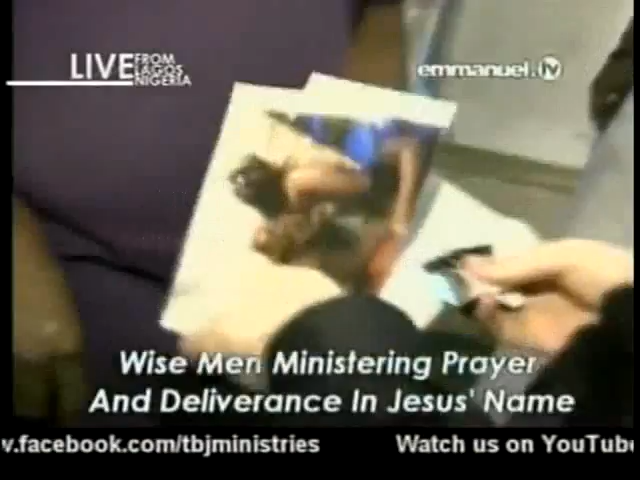 LIVE FROM
LAGOS
NIGERIA
emmanuel.tv
Wise Men Ministering Prayer
And Deliverance In Jesus' Name
v.facebook.com/tbjministries Watch us on YouTube